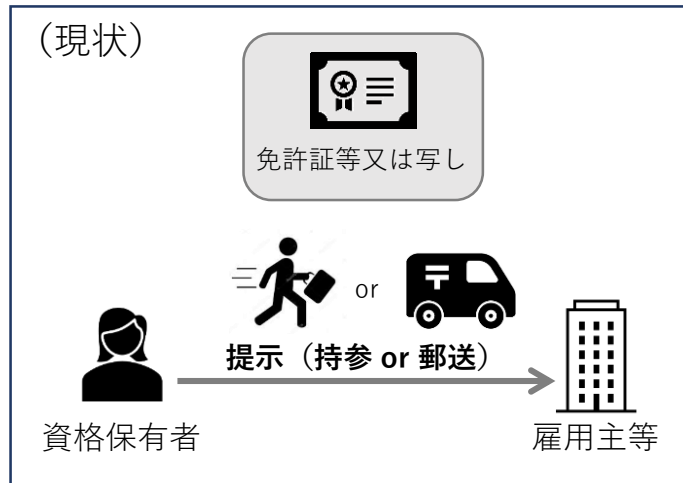 （現状）
免許証等又は写し
or
提示（持参 or 郵送）
資格保有者
雇用主等